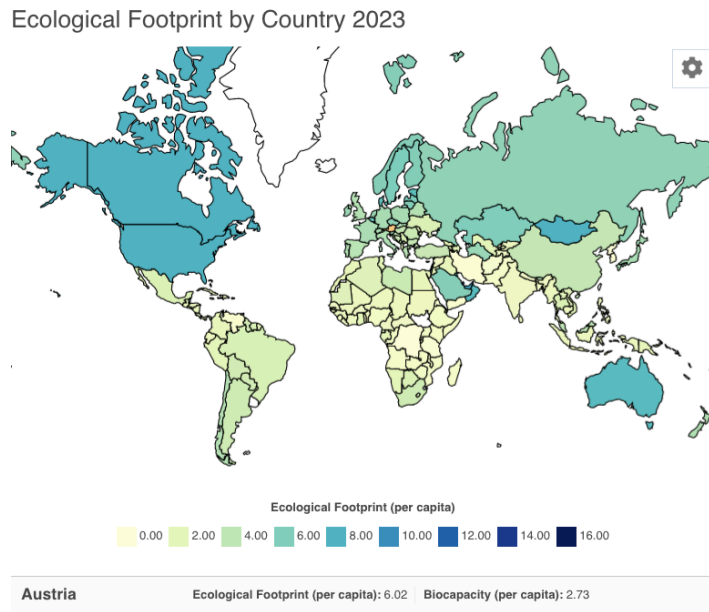 Ecological Footprint by Country 2023
Ecological Footprint (per capita)
0.00 2.00 4.00 6.00 8.00 10.00 12.00 14.00 16.00
Austria Ecological Footprint (per capita): 6.02 Biocapacity (per capita): 2.73